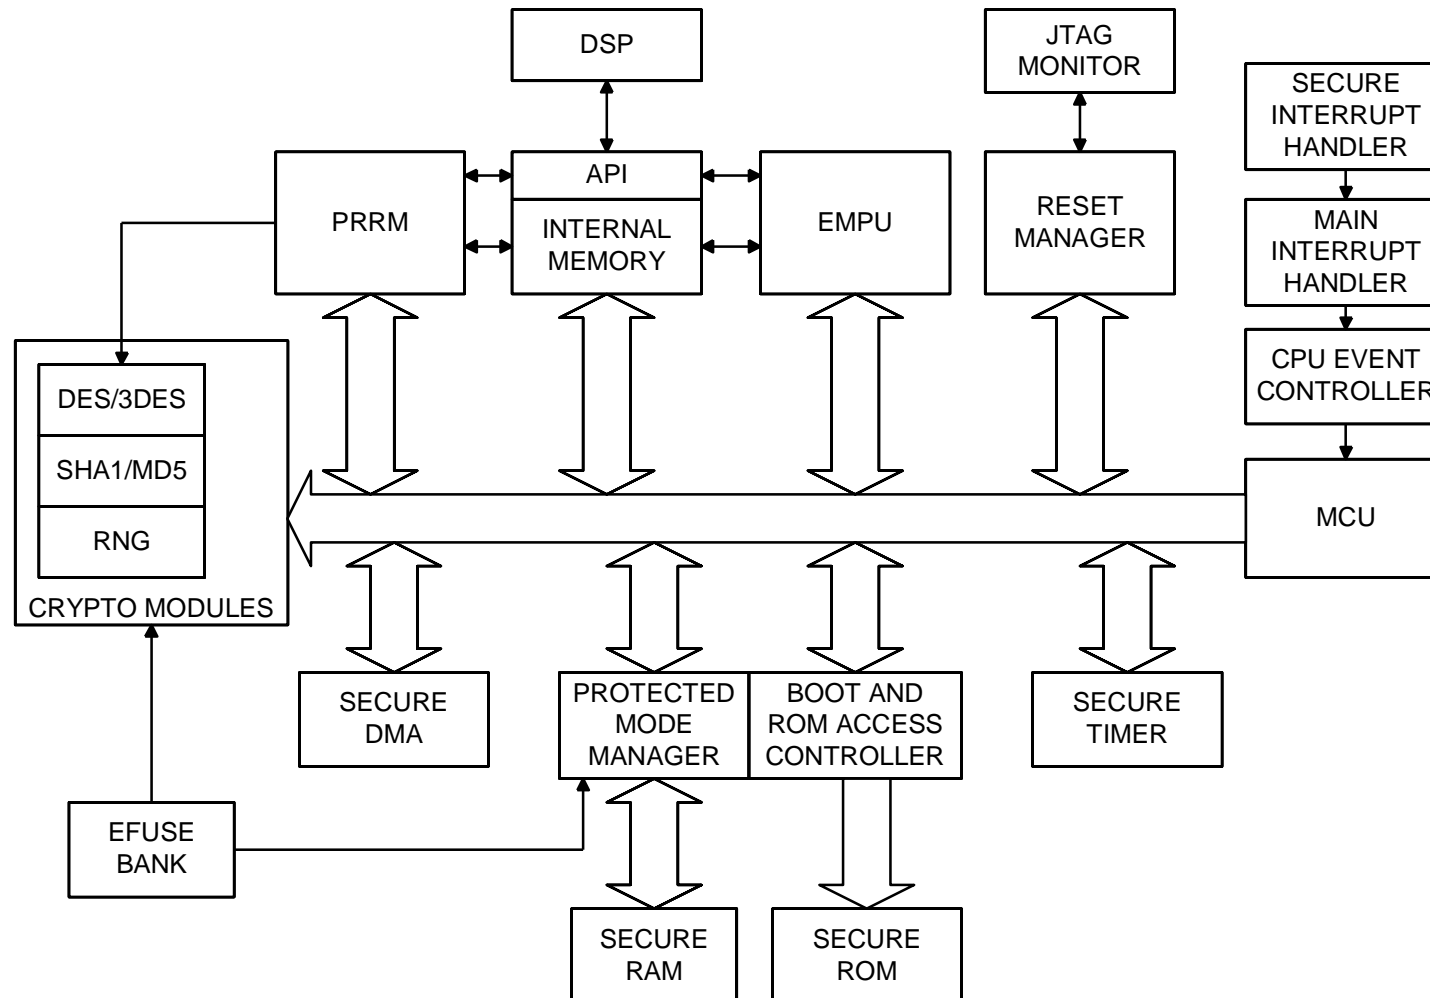 DSP
JTAG
MONITOR
SECURE
INTERRUPT
HANDLER
PRRM
API
INTERNAL
MEMORY
EMPU
RESET
MANAGER
MAIN
INTERRUPT
HANDLER
CPU EVENT
CONTROLLER
DES/3DES
SHA1/MD5
RNG
CRYPTO MODULES
MCU
SECURE
DMA
PROTECTED
MODE
MANAGER
BOOT AND
ROM ACCESS
CONTROLLER
SECURE
TIMER
EFUSE
BANK
SECURE
RAM
SECURE
ROM